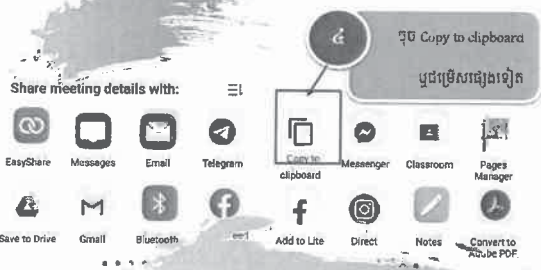 ៤
ចុច Copy to clipboard
ឬជម្រើសផ្សេងទៀត
Share meeting details with:
EasyShare Messages Email Telegram Copy to clipboard Messenger Classroom Pages Manager
Save to Drive Gmail Bluetooth Add to Lite Direct Notes Convert to Adobe PDF